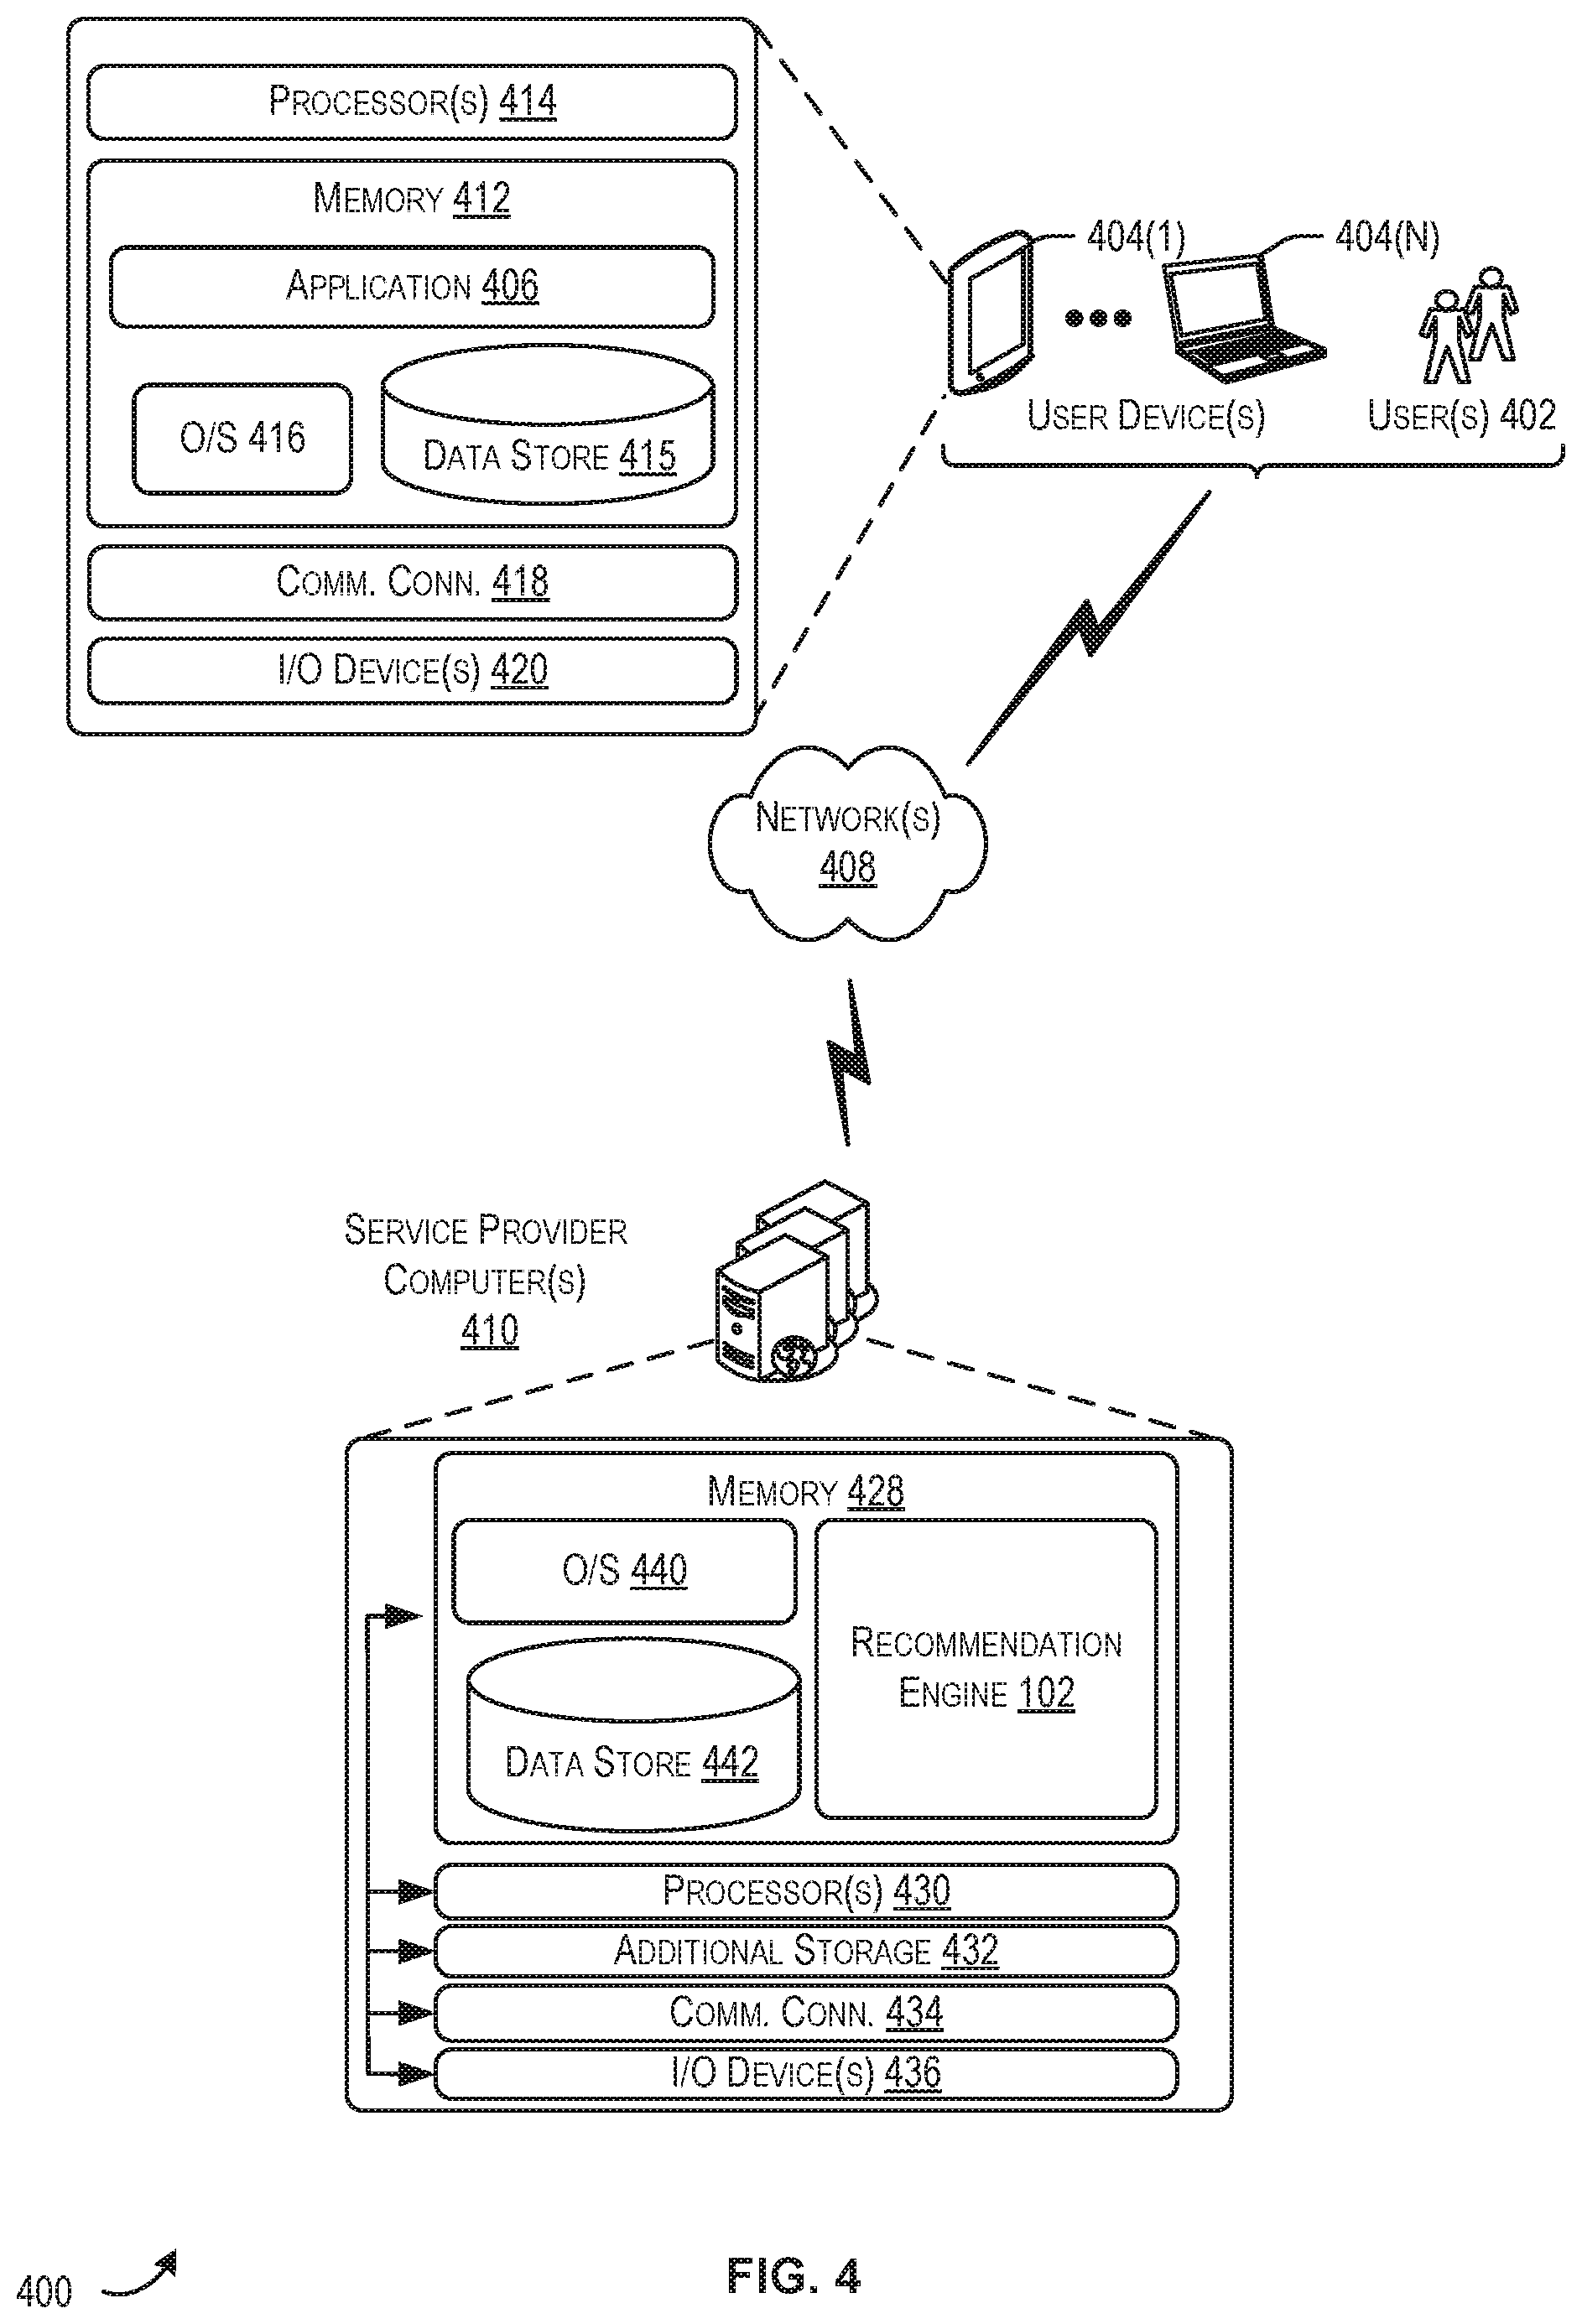 PROCESSOR(S) 414
MEMORY 412
APPLICATION 406
O/S 416
DATA STORE 415
COMM. CONN. 418
I/O DEVICE(S) 420
404(1)
404(N)
USER DEVICE(S)
USER(S) 402
NETWORK(S)
408
SERVICE PROVIDER
COMPUTER(S)
410
MEMORY 428
O/S 440
DATA STORE 442
RECOMMENDATION
ENGINE 102
PROCESSOR(S) 430
ADDITIONAL STORAGE 432
COMM. CONN. 434
I/O DEVICE(S) 436
400
FIG. 4